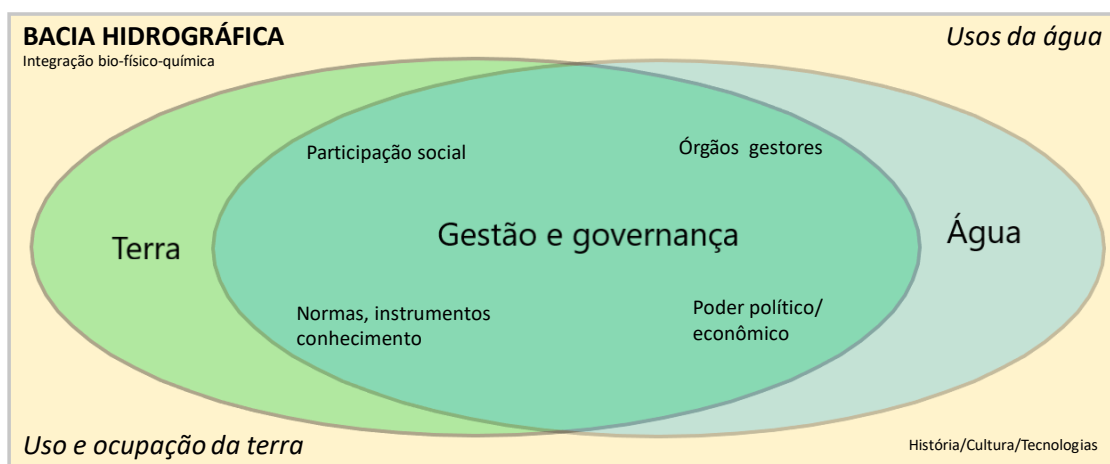 BACIA HIDROGRÁFICA
Usos da água
Integração bio-físico-química
Participação social
Órgãos gestores
Terra
Gestão e governança
Água
Normas, instrumentos
conhecimento
Poder político/
econômico
Uso e ocupação da terra
História/Cultura/Tecnologias